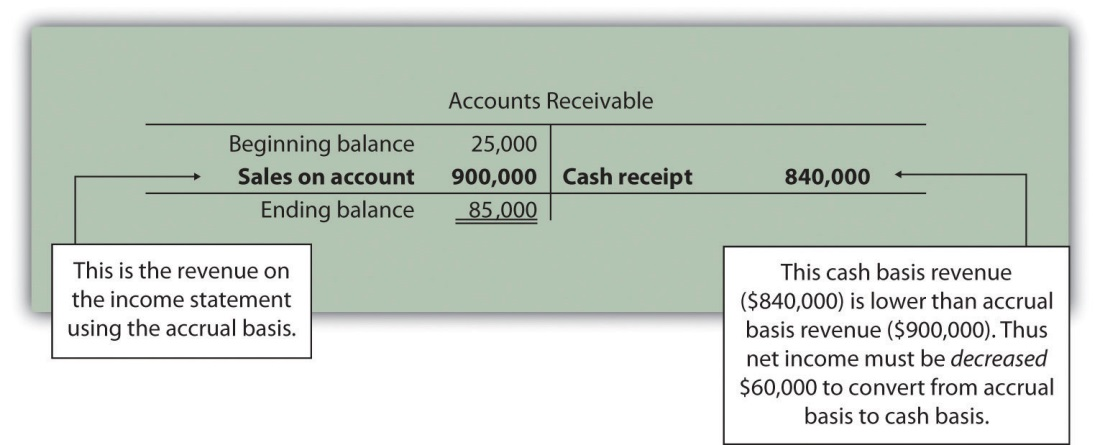 Accounts Receivable
Beginning balance 25,000
Sales on account 900,000 Cash receipt 840,000
Ending balance 85,000
This is the revenue on
the income statement
using the accrual basis.
This cash basis revenue
($840,000) is lower than accrual
basis revenue ($900,000). Thus
net income must be decreased
$60,000 to convert from accrual
basis to cash basis.